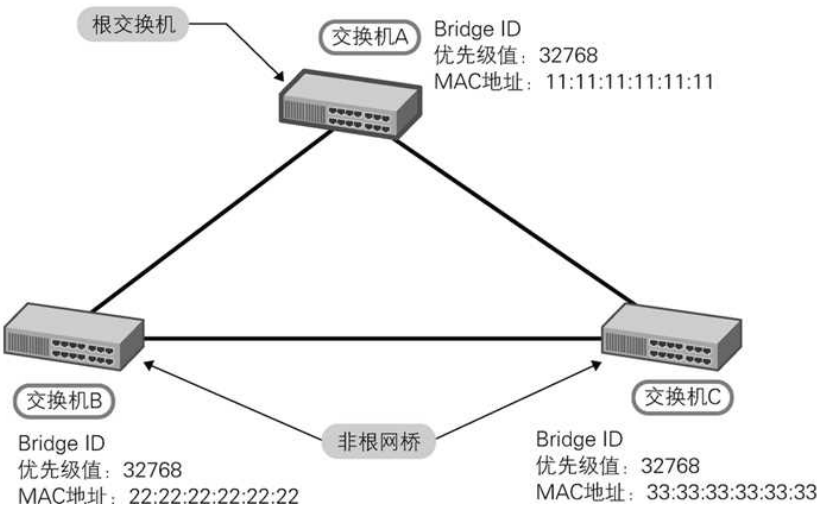 根交换机
交换机A
Bridge ID
优先级值：32768
MAC地址：11:11:11:11:11:11
交换机B
Bridge ID
优先级值：32768
MAC地址：22:22:22:22:22:22
非根网桥
交换机C
Bridge ID
优先级值：32768
MAC地址：33:33:33:33:33:33